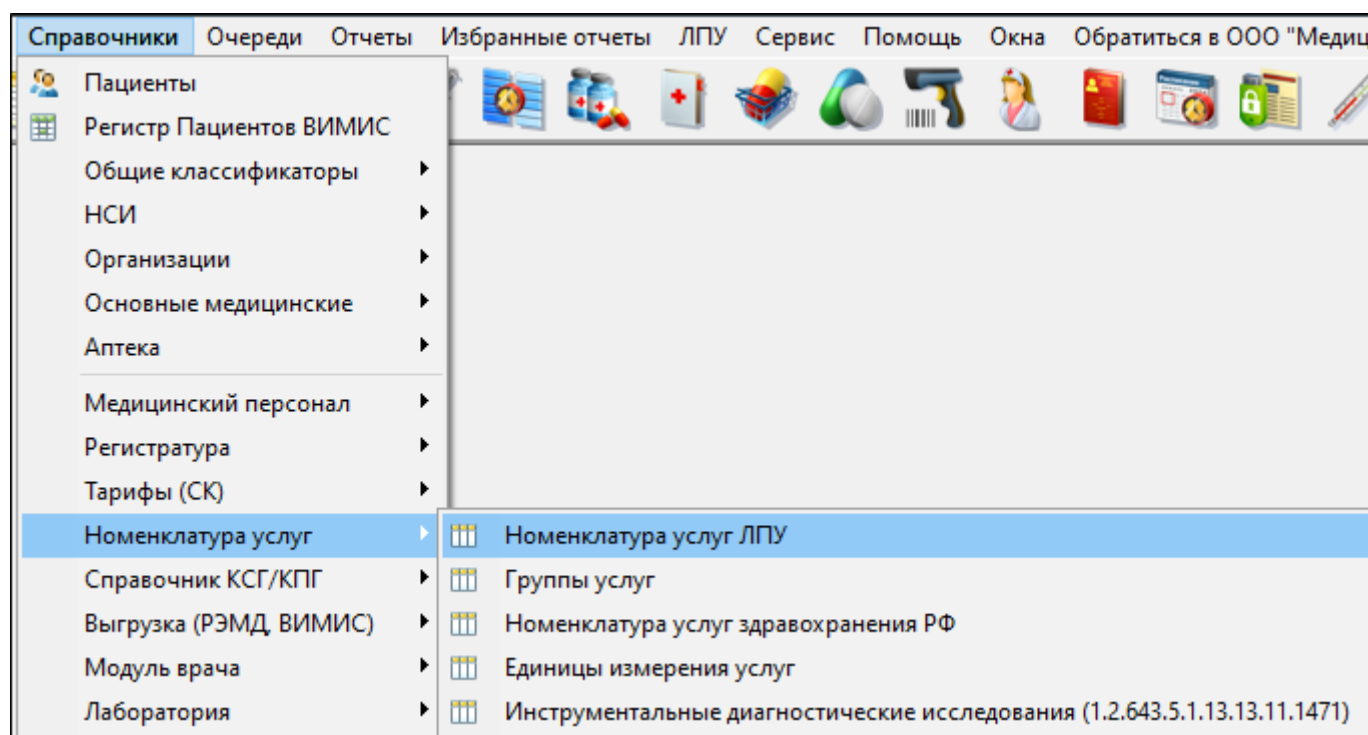 Справочники Очереди Отчеты Избранные отчеты ЛПУ Сервис Помощь Окна Обратиться в ООО "Медиц
Пациенты
Регистр Пациентов ВИМИС
Общие классификаторы
НСИ
Организации
Основные медицинские
Аптека
Медицинский персонал
Регистратура
Тарифы (СК)
Номенклатура услуг
Номенклатура услуг ЛПУ
Справочник КСГ/КПГ
Группы услуг
Выгрузка (РЭМД, ВИМИС)
Номенклатура услуг здравохранения РФ
Модуль врача
Единицы измерения услуг
Лаборатория
Инструментальные диагностические исследования (1.2.643.5.1.13.13.11.1471)